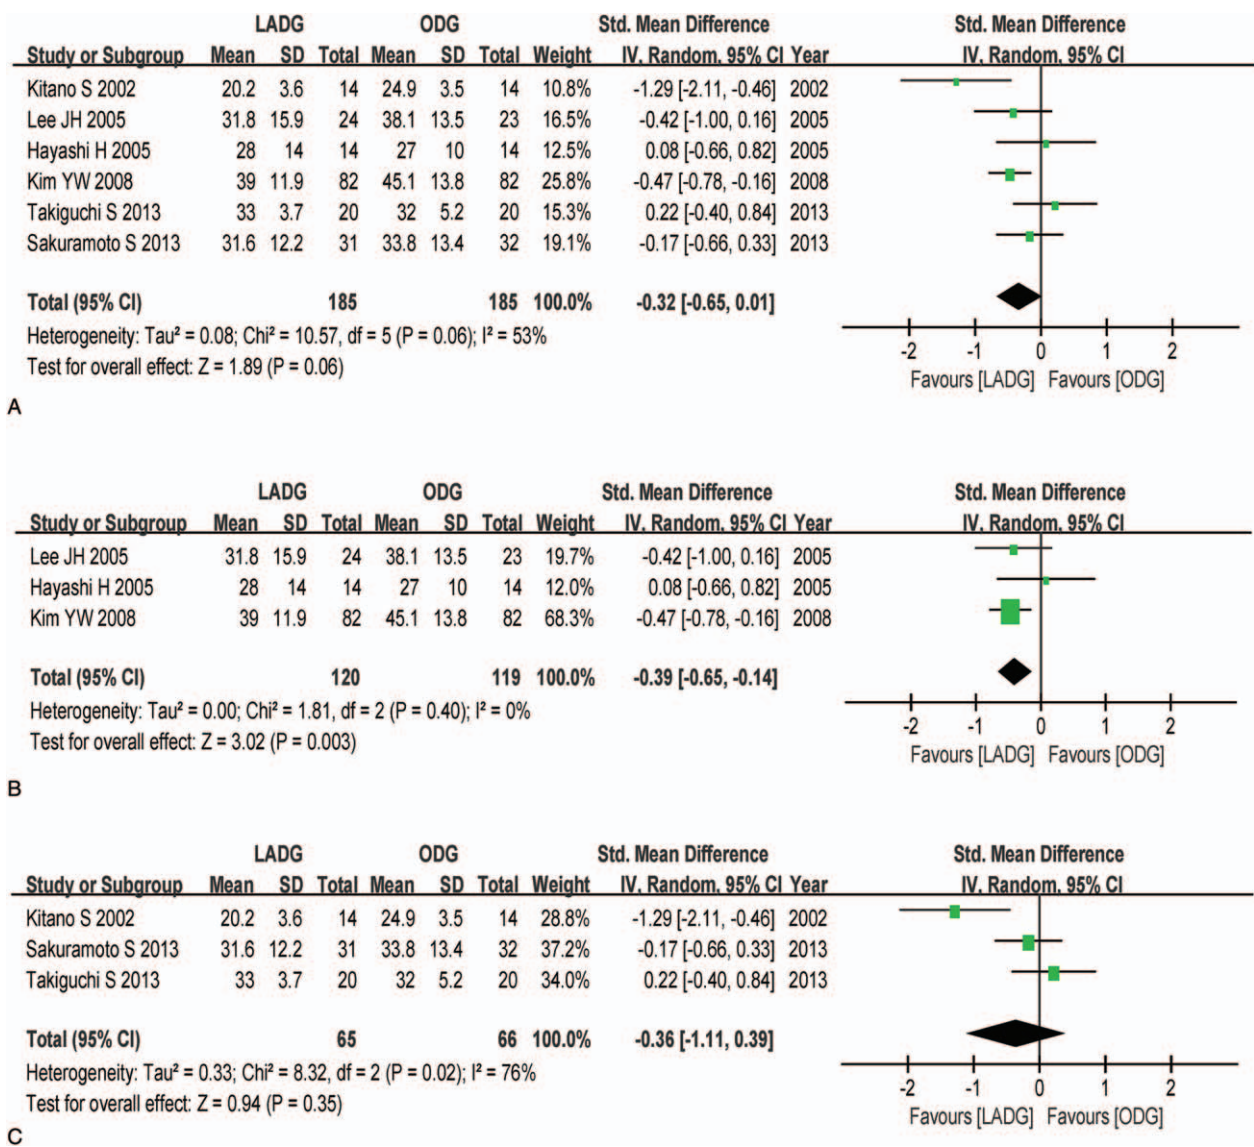 LADG ODG Std. Mean Difference Std. Mean Difference
Study or Subgroup Mean SD Total Mean SD Total Weight IV, Random, 95% CI Year IV, Random, 95% CI
Kitano S 2002 20.2 3.6 14 24.9 3.5 14 10.8% -1.29 [-2.11, -0.46] 2002
Lee JH 2005 31.8 15.9 24 38.1 13.5 23 16.5% -0.42 [-1.00, 0.16] 2005
Hayashi H 2005 28 14 14 27 10 14 12.5% 0.08 [-0.66, 0.82] 2005
Kim YW 2008 39 11.9 82 45.1 13.8 82 25.8% -0.47 [-0.78, -0.16] 2008
Takiguchi S 2013 33 3.7 20 32 5.2 20 15.3% 0.22 [-0.40, 0.84] 2013
Sakuramoto S 2013 31.6 12.2 31 33.8 13.4 32 19.1% -0.17 [-0.66, 0.33] 2013
Total (95% CI) 185 185 100.0% -0.32 [-0.65, 0.01]
Heterogeneity: Tau² = 0.08; Chi² = 10.57, df = 5 (P = 0.06); I² = 53%
Test for overall effect: Z = 1.89 (P = 0.06)
-2 -1 0 1 2
Favours [LADG] Favours [ODG]
A
LADG ODG Std. Mean Difference Std. Mean Difference
Study or Subgroup Mean SD Total Mean SD Total Weight IV, Random, 95% CI Year IV, Random, 95% CI
Lee JH 2005 31.8 15.9 24 38.1 13.5 23 19.7% -0.42 [-1.00, 0.16] 2005
Hayashi H 2005 28 14 14 27 10 14 12.0% 0.08 [-0.66, 0.82] 2005
Kim YW 2008 39 11.9 82 45.1 13.8 82 68.3% -0.47 [-0.78, -0.16] 2008
Total (95% CI) 120 119 100.0% -0.39 [-0.65, -0.14]
Heterogeneity: Tau² = 0.00; Chi² = 1.81, df = 2 (P = 0.40); I² = 0%
Test for overall effect: Z = 3.02 (P = 0.003)
-2 -1 0 1 2
Favours [LADG] Favours [ODG]
B
LADG ODG Std. Mean Difference Std. Mean Difference
Study or Subgroup Mean SD Total Mean SD Total Weight IV, Random, 95% CI Year IV, Random, 95% CI
Kitano S 2002 20.2 3.6 14 24.9 3.5 14 28.8% -1.29 [-2.11, -0.46] 2002
Sakuramoto S 2013 31.6 12.2 31 33.8 13.4 32 37.2% -0.17 [-0.66, 0.33] 2013
Takiguchi S 2013 33 3.7 20 32 5.2 20 34.0% 0.22 [-0.40, 0.84] 2013
Total (95% CI) 65 66 100.0% -0.36 [-1.11, 0.39]
Heterogeneity: Tau² = 0.33; Chi² = 8.32, df = 2 (P = 0.02); I² = 76%
Test for overall effect: Z = 0.94 (P = 0.35)
-2 -1 0 1 2
Favours [LADG] Favours [ODG]
C